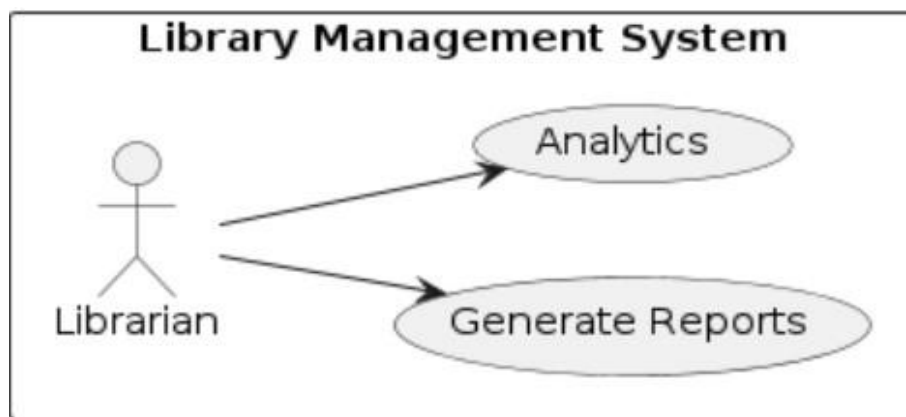 Library Management System
Analytics
Librarian
Generate Reports